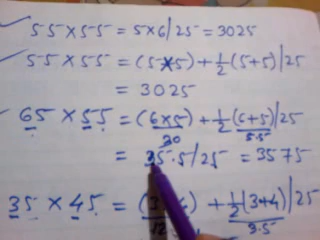 55 × 55 = 5×6/25 = 3025
55 × 55 = (5×5) + 1/2 (5+5)/25
= 3025
65 × 55 = (6×5) + 1/2 (6+5)/25
30 5.5
= 35.5/25 = 3575
35 × 45 = + 1/2 (3+4)/25
12 3.5